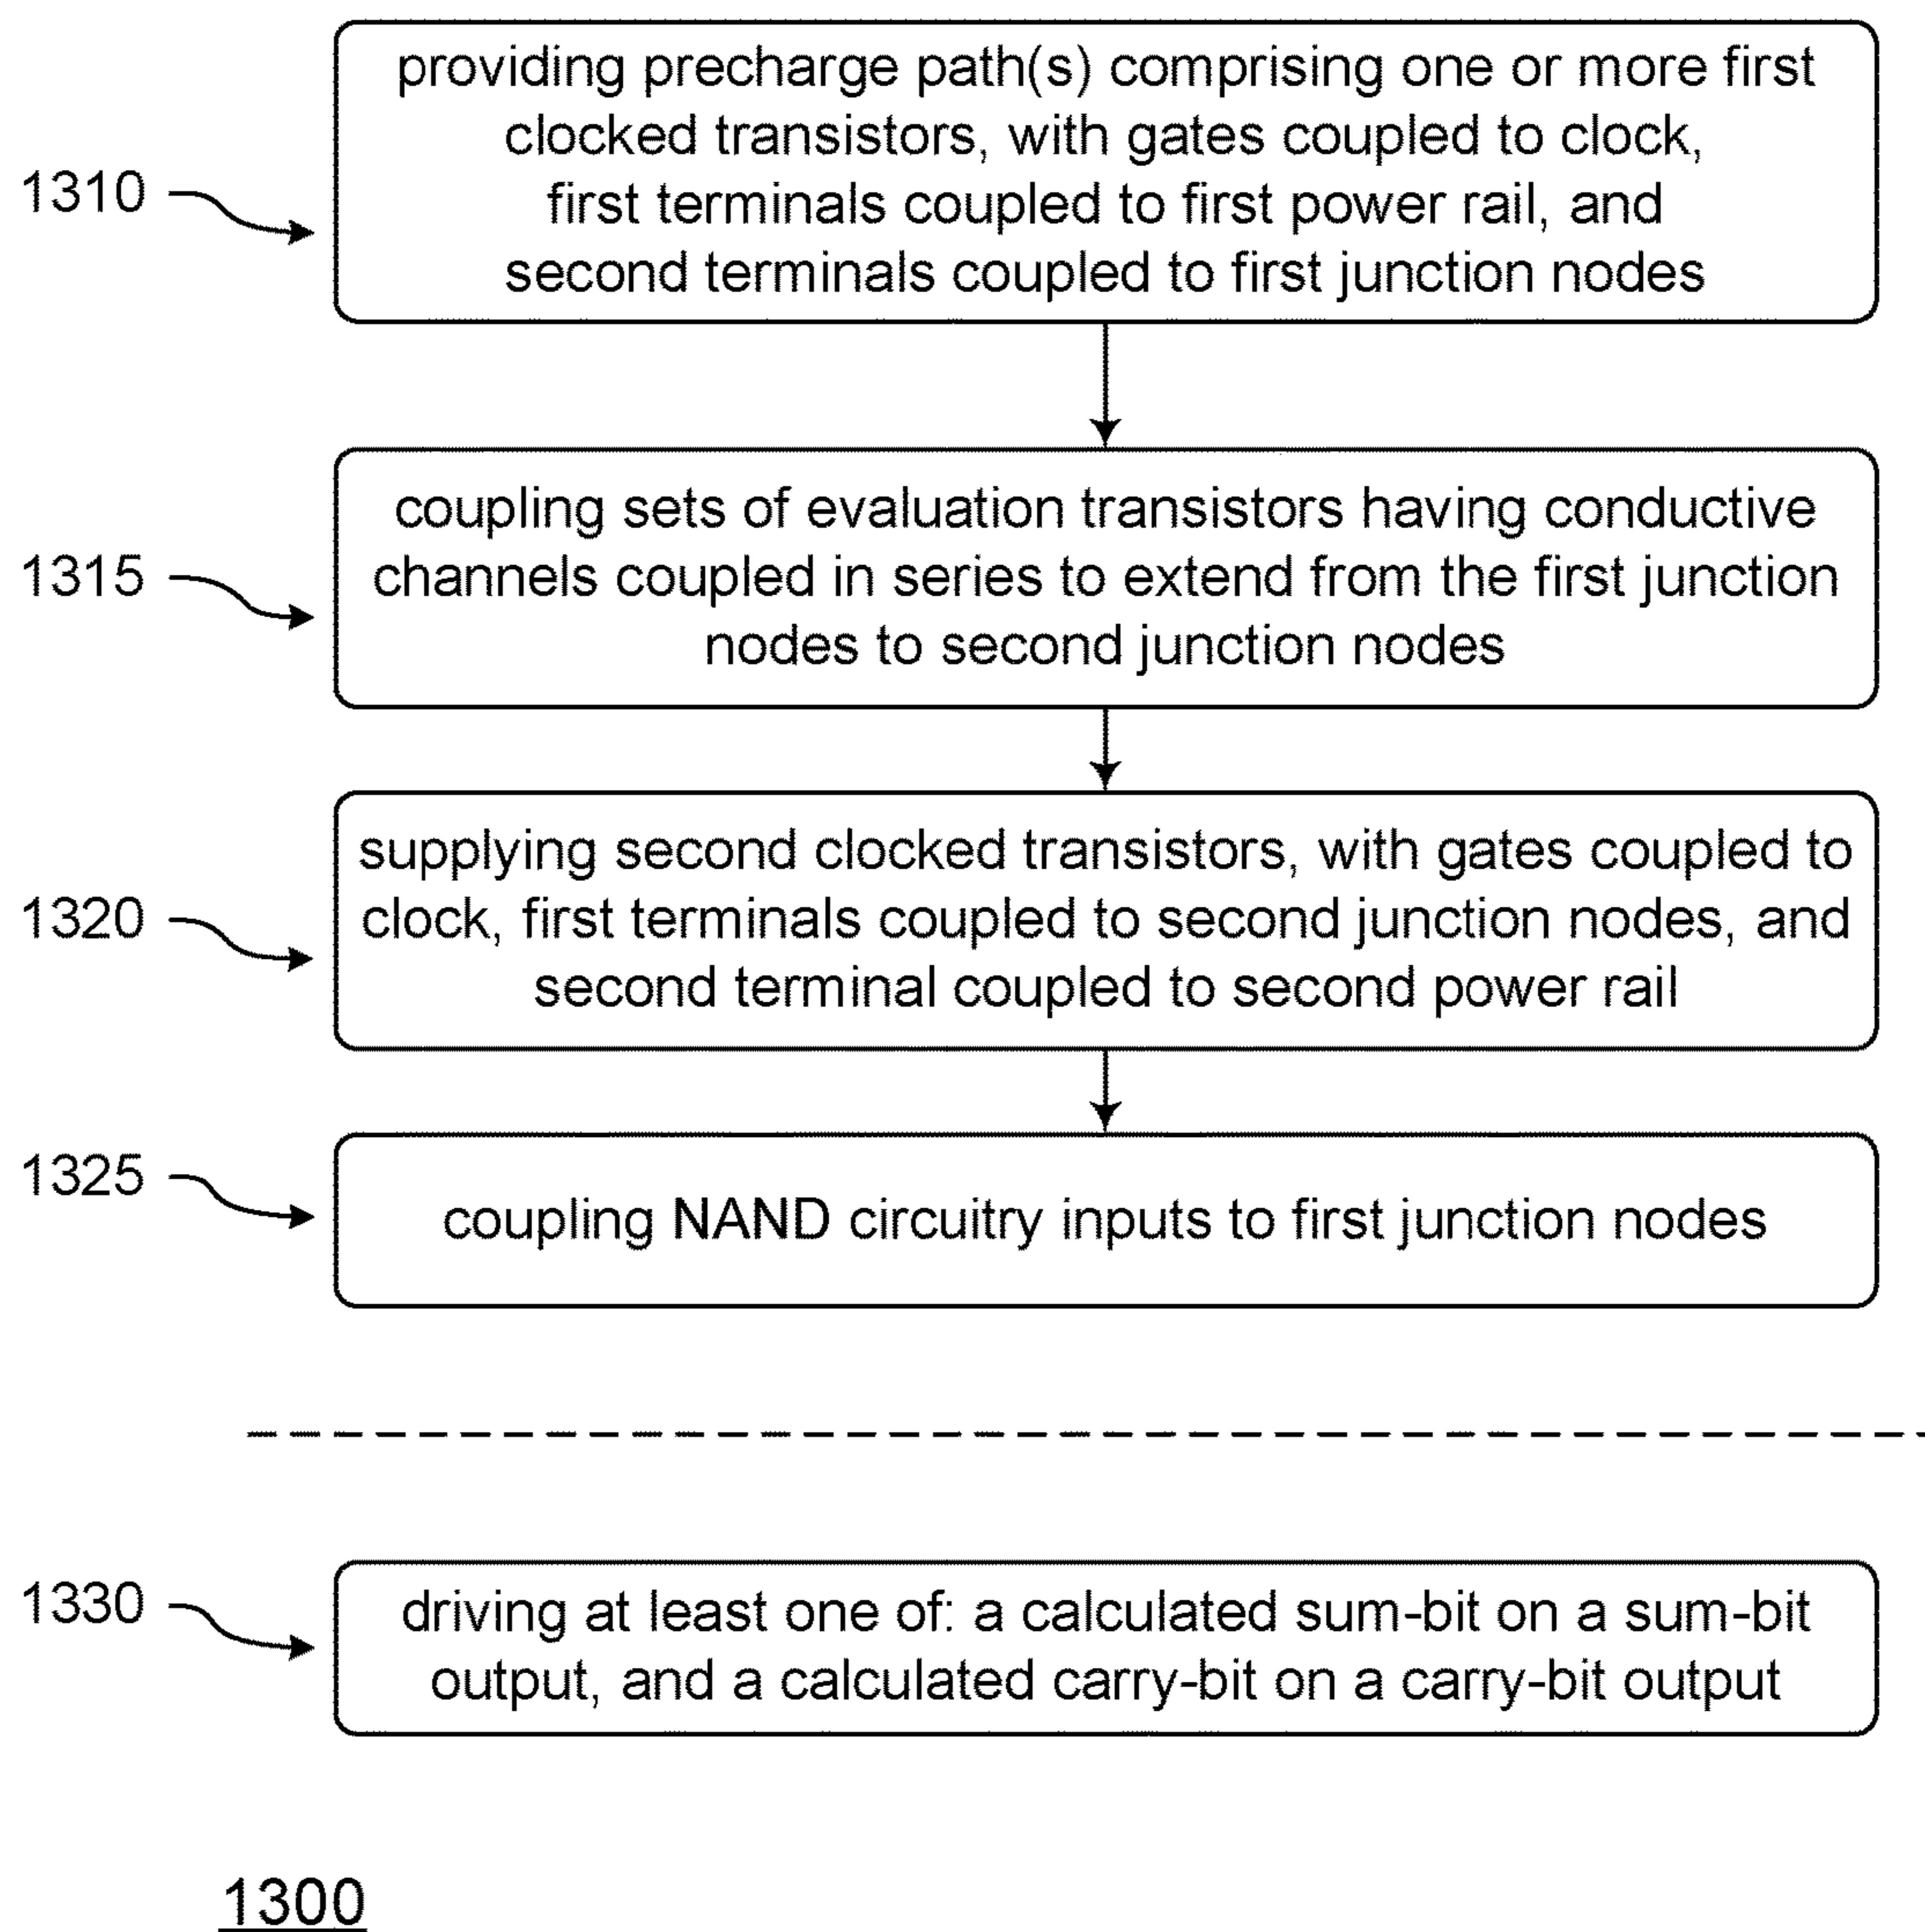 providing precharge path(s) comprising one or more first
clocked transistors, with gates coupled to clock,
1310
first terminals coupled to first power rail, and
second terminals coupled to first junction nodes
coupling sets of evaluation transistors having conductive
1315
channels coupled in series to extend from the first junction
nodes to second junction nodes
supplying second clocked transistors, with gates coupled to
1320
clock, first terminals coupled to second junction nodes, and
second terminal coupled to second power rail
1325
coupling NAND circuitry inputs to first junction nodes
1330
driving at least one of: a calculated sum-bit on a sum-bit
output, and a calculated carry-bit on a carry-bit output
1300